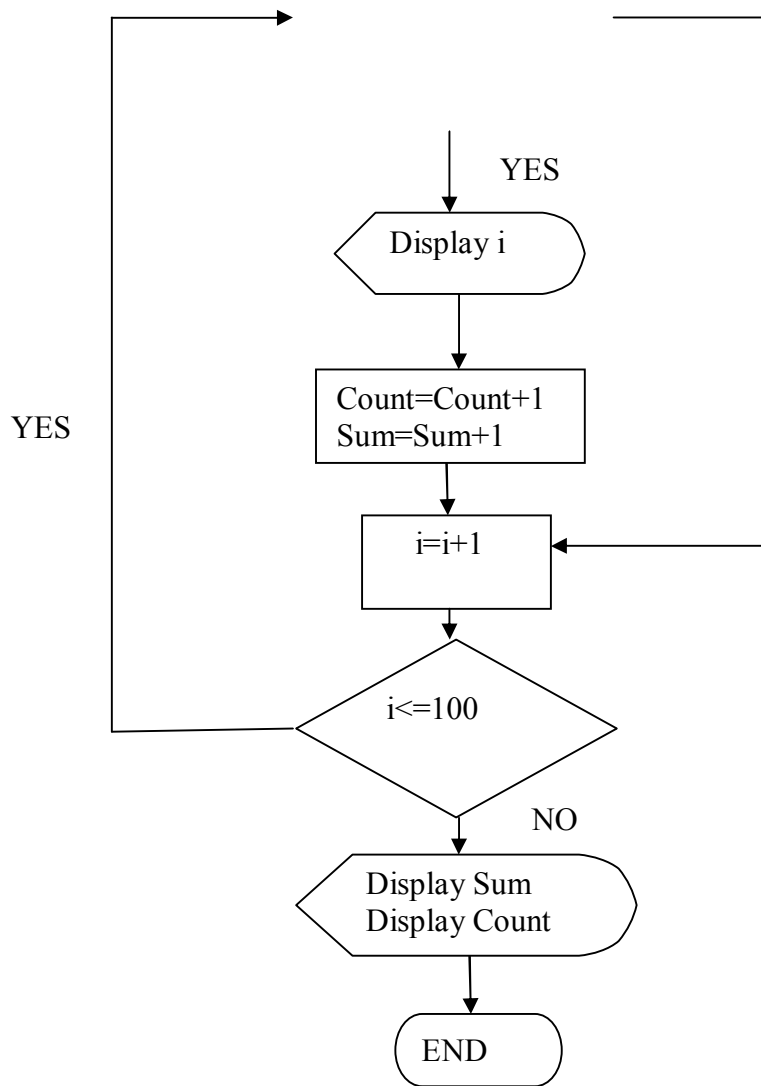 YES
Display i
Count=Count+1
Sum=Sum+1
YES
i=i+1
i<=100
NO
Display Sum
Display Count
END